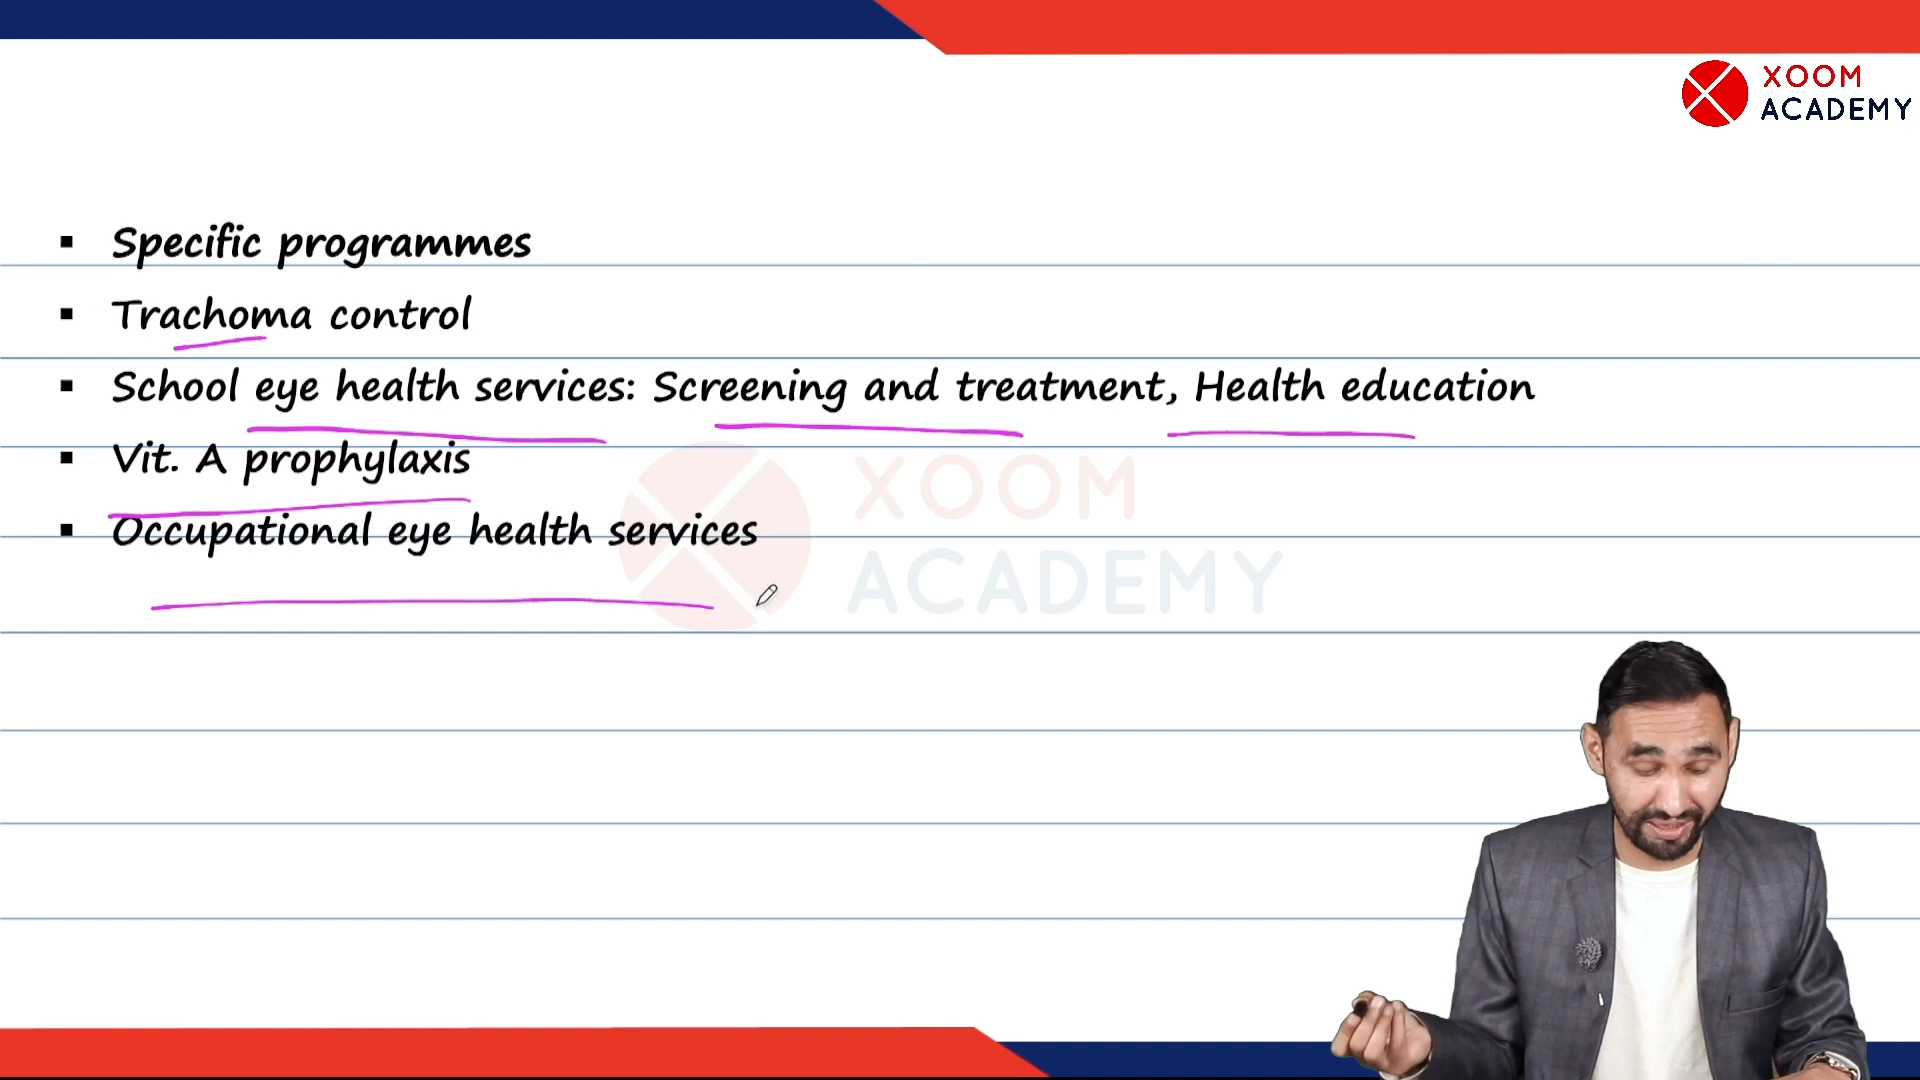 XOOM
ACADEMY
▪ Specific programmes
▪ Trachoma control
▪ School eye health services: Screening and treatment, Health education
▪ Vit. A prophylaxis
▪ Occupational eye health services
XOOM
ACADEMY